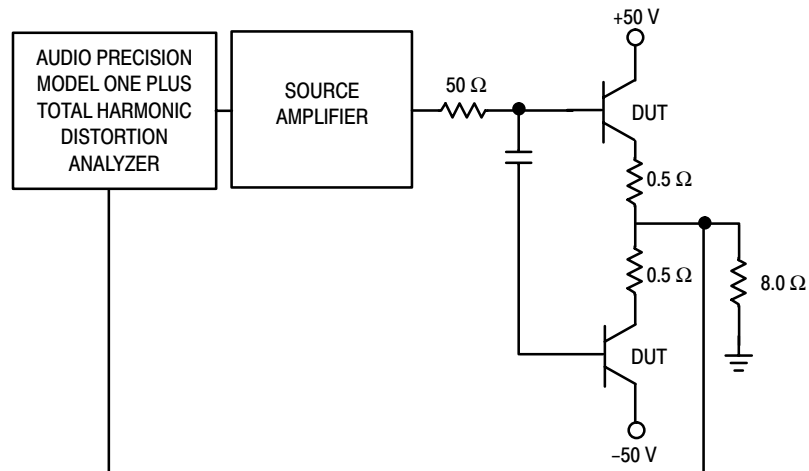 AUDIO PRECISION
MODEL ONE PLUS
TOTAL HARMONIC
DISTORTION
ANALYZER
SOURCE
AMPLIFIER
50 Ω
+50 V
DUT
0.5 Ω
0.5 Ω
8.0 Ω
DUT
–50 V